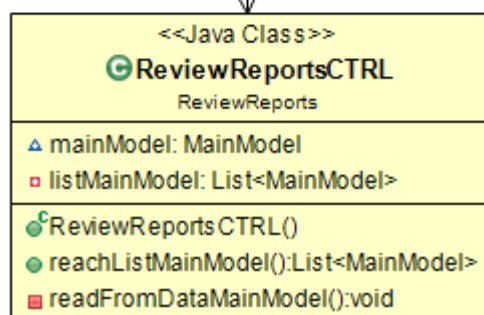 <<Java Class>>
ReviewReportsCTRL
ReviewReports
mainModel: MainModel
listMainModel: List<MainModel>
ReviewReportsCTRL()
reachListMainModel():List<MainModel>
readFromDataMainModel():void